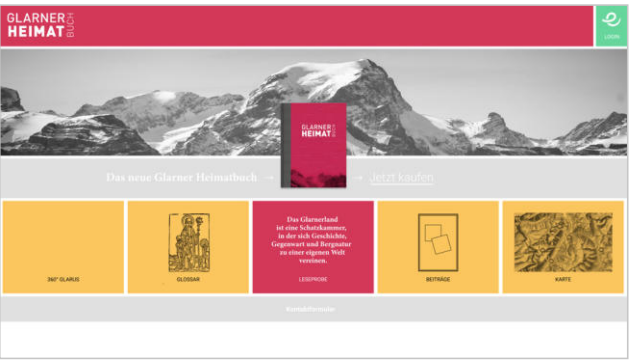 GLARNER
HEIMAT
BUCH
LOGIN
GLARNER
HEIMAT
Das neue Glarner Heimatbuch → → Jetzt kaufen
360° GLARUS
GLOSSAR
Das Glarnerland
ist eine Schatzkammer,
in der sich Geschichte,
Gegenwart und Bergnatur
zu einer eigenen Welt
vereinen.
LESEPROBE
BEITRÄGE
KARTE
Kontaktformular